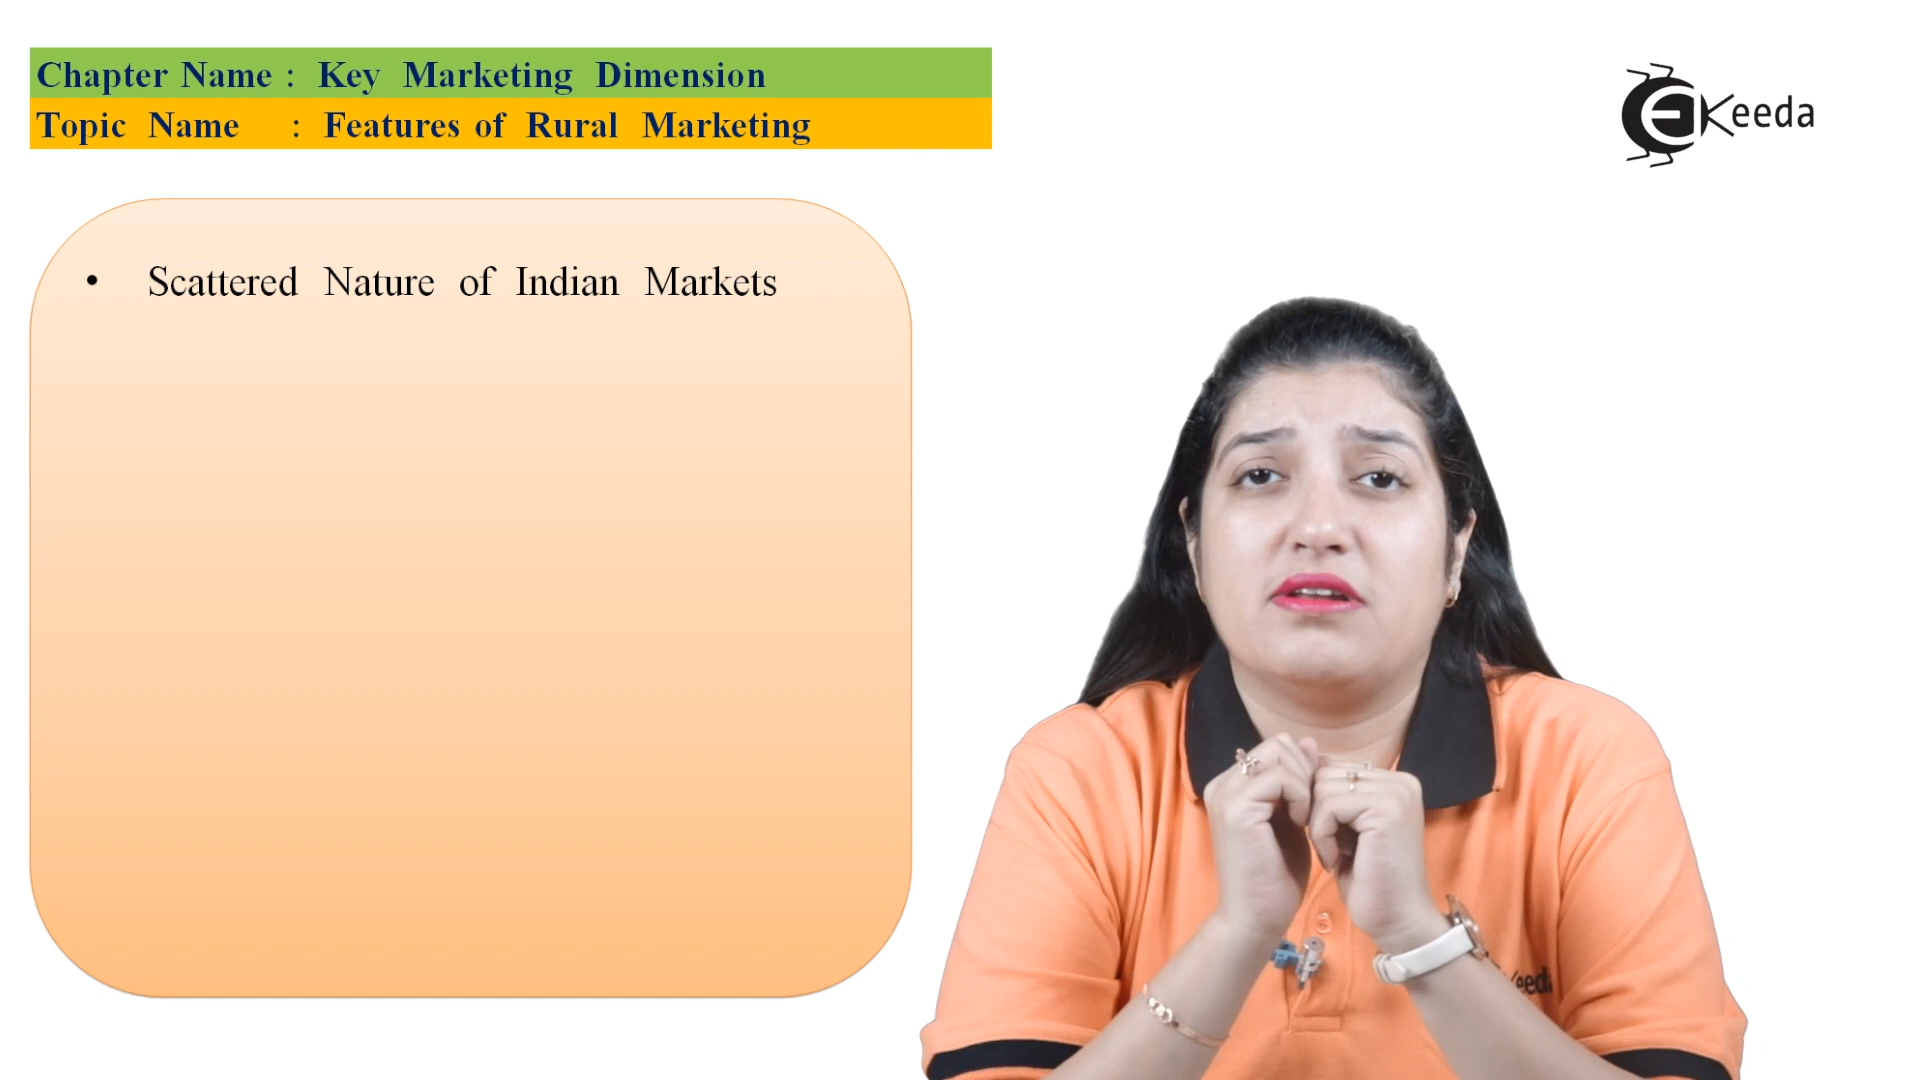 Chapter Name : Key Marketing Dimension
Topic Name : Features of Rural Marketing
EKeeda
• Scattered Nature of Indian Markets